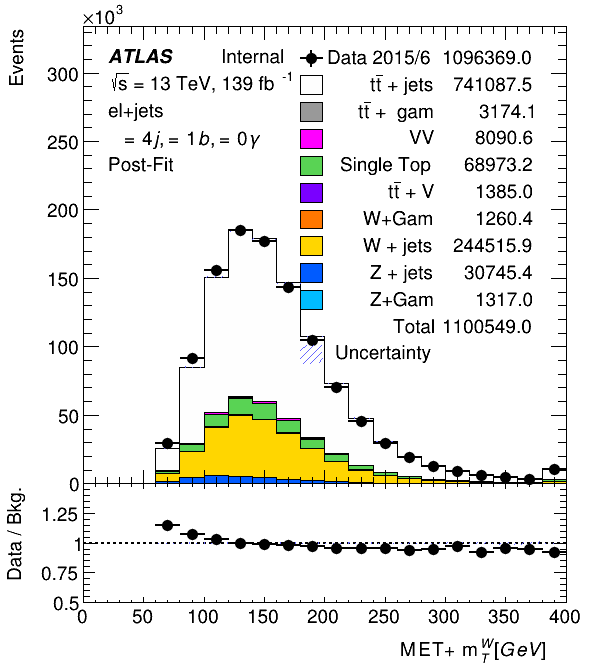 ×10³
Events
ATLAS Internal
√s = 13 TeV, 139 fb⁻¹
el+jets
= 4j, = 1b, = 0γ
Post-Fit
Data 2015/6 1096369.0
tt̄ + jets 741087.5
tt̄ + gam 3174.1
VV 8090.6
Single Top 68973.2
tt̄ + V 1385.0
W+Gam 1260.4
W + jets 244515.9
Z + jets 30745.4
Z+Gam 1317.0
Total 1100549.0
Uncertainty
300
250
200
150
100
50
0
Data / Bkg.
1.25
1
0.75
0.5
0 50 100 150 200 250 300 350 400
MET+ m_T^W [GeV]